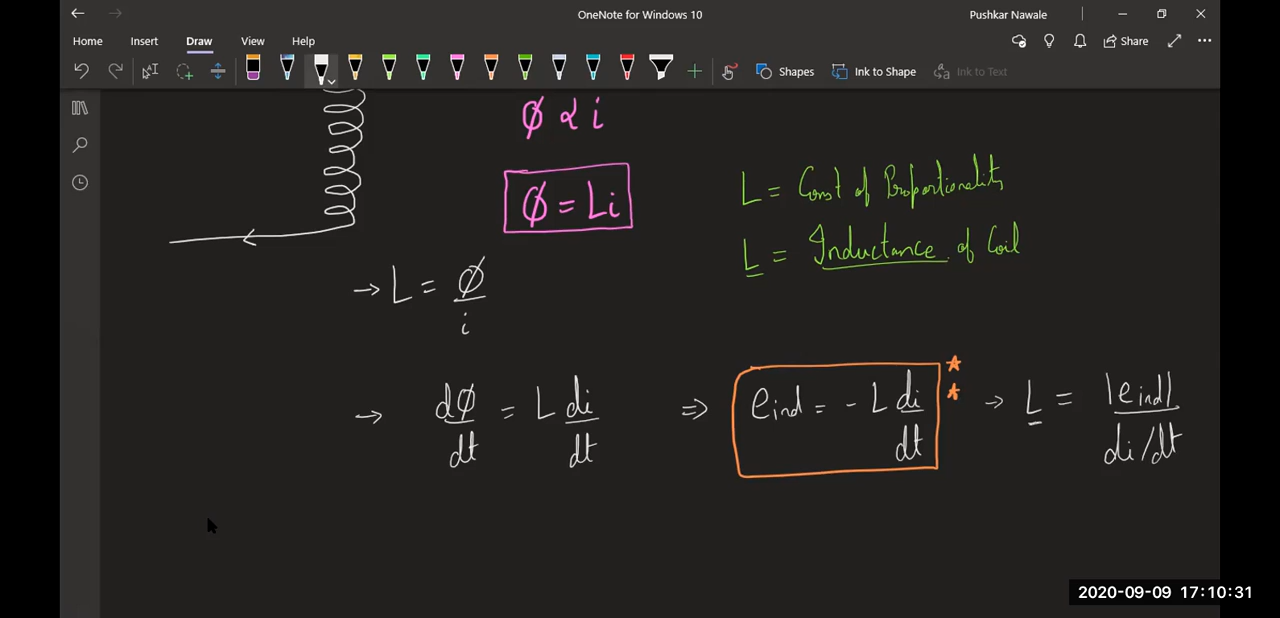 OneNote for Windows 10
Pushkar Nawale
Home Insert Draw View Help
Share
Shapes
Ink to Shape
Ink to Text
ϕ ∝ i
ϕ = Li
L = Const of Proportionality
L = Inductance of Coil
→ L = ϕ/i
→ dϕ/dt = L di/dt ⇒ eind = - L di/dt ** → L = |eind| / di/dt
2020-09-09 17:10:31